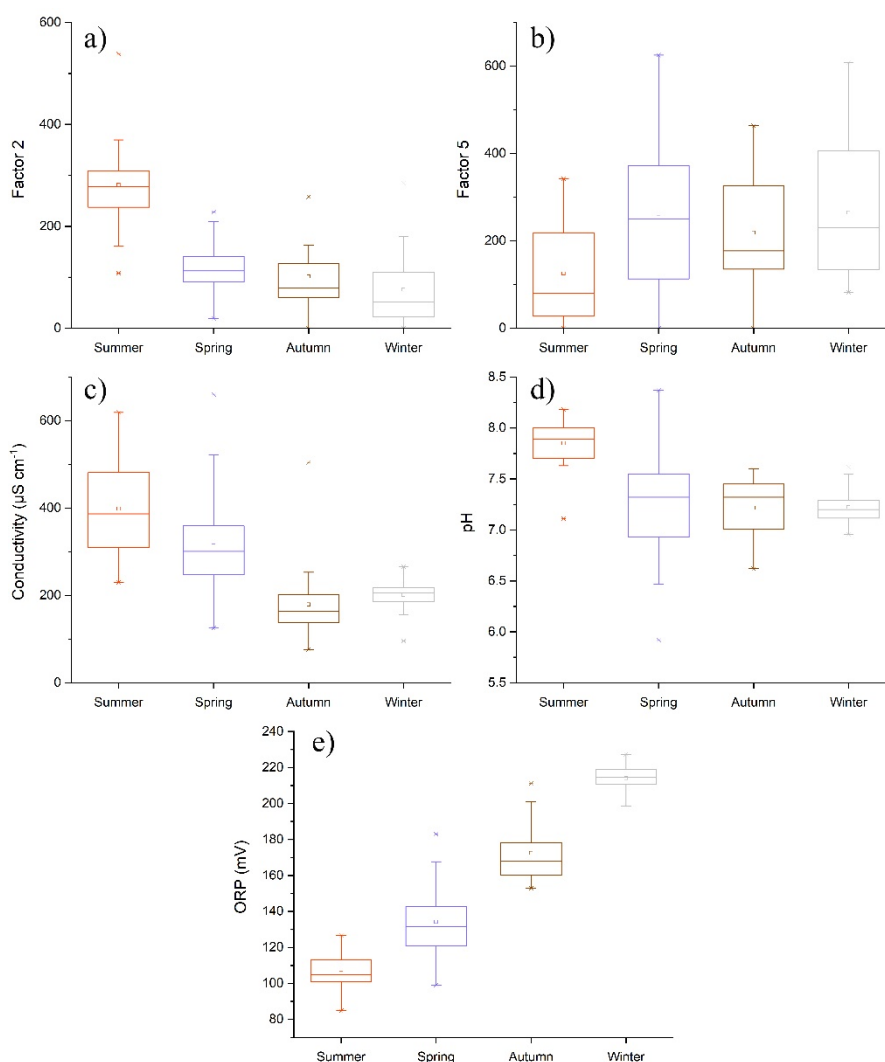 a)
Factor 2
600
400
200
0
Summer Spring Autumn Winter
b)
Factor 5
600
400
200
0
Summer Spring Autumn Winter
c)
Conductivity (µS cm⁻¹)
600
400
200
0
Summer Spring Autumn Winter
d)
pH
8.5
8.0
7.5
7.0
6.5
6.0
5.5
Summer Spring Autumn Winter
e)
ORP (mV)
240
220
200
180
160
140
120
100
80
Summer Spring Autumn Winter